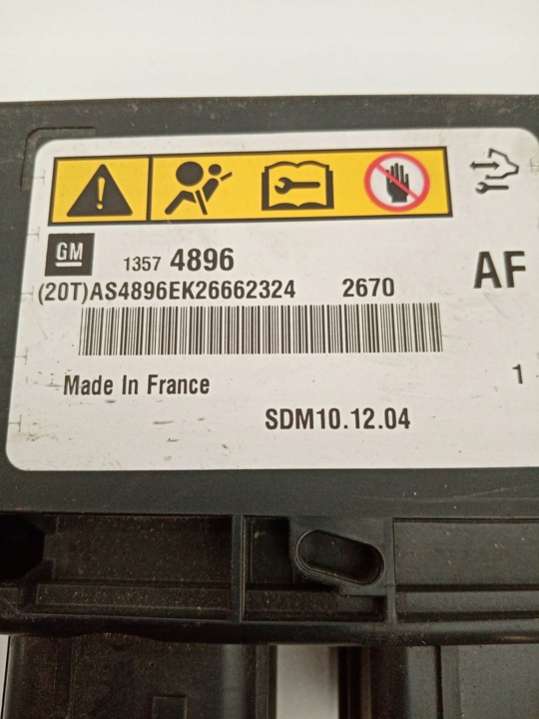 GM
1357 4896
AF
(20T)AS4896EK26662324 2670
Made In France
1
SDM10.12.04